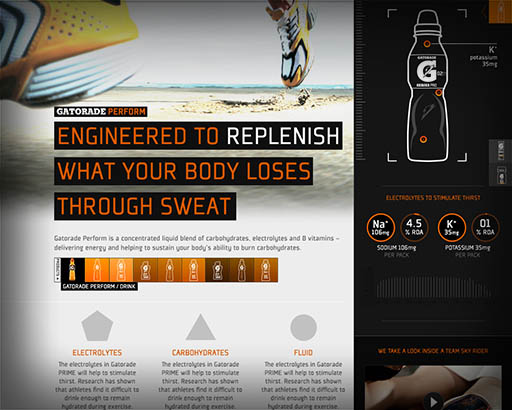 GATORADE PERFORM
ENGINEERED TO REPLENISH
WHAT YOUR BODY LOSES
THROUGH SWEAT
Gatorade Perform is a concentrated liquid blend of carbohydrates, electrolytes and B vitamins –
delivering energy and helping to sustain your body's ability to burn carbohydrates.
GATORADE PERFORM / DRINK
ELECTROLYTES
The electrolytes in Gatorade
PRIME will help to stimulate
thirst. Research has shown
that athletes find it difficult to
drink enough to remain
hydrated during exercise.
CARBOHYDRATES
The electrolytes in Gatorade
PRIME will help to stimulate
thirst. Research has shown
that athletes find it difficult to
drink enough to remain
hydrated during exercise.
FLUID
The electrolytes in Gatorade
PRIME will help to stimulate
thirst. Research has shown
that athletes find it difficult to
drink enough to remain
hydrated during exercise.
GATORADE
G
02
SERIES PRO
K+
potassium
35mg
ELECTROLYTES TO STIMULATE THIRST
Na+
106mg
4.5
% RDA
K+
35mg
01
% RDA
SODIUM 106mg
PER PACK
POTASSIUM 35mg
PER PACK
WE TAKE A LOOK INSIDE A TEAM SKY RIDER